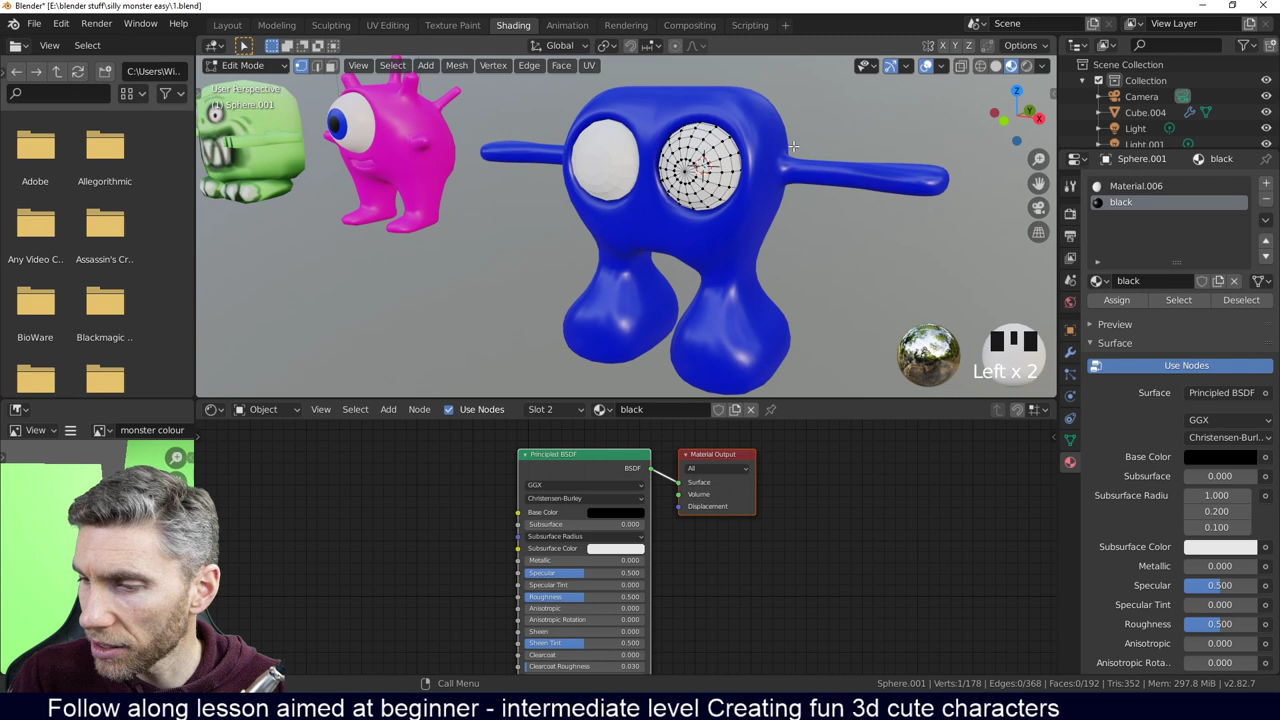 Blender* [E:\blender stuff\silly monster easy\1.blend]
File Edit Render Window Help
Layout Modeling Sculpting UV Editing Texture Paint Shading Animation Rendering Compositing Scripting +
Scene
View Layer
View Select
Global
X Y Z Options
C:\Users\Wi..
Edit Mode View Select Add Mesh Vertex Edge Face UV
Scene Collection
Collection
Camera
Cube.004
Light
Light.001
User Perspective
(1) Sphere.001
X
Y
Z
Adobe Allegorithmic
Any Video C.. Assassin's Cr..
BioWare Blackmagic ..
Left x 2
Sphere.001 black
Material.006
black
black
Assign Select Deselect
Preview
Surface
Use Nodes
Surface Principled BSDF
GGX
Christensen-Burl..
Base Color
Subsurface 0.000
Subsurface Radiu 1.000
0.200
0.100
Subsurface Color
Metallic 0.000
Specular 0.500
Specular Tint 0.000
Roughness 0.500
Anisotropic 0.000
Anisotropic Rota.. 0.000
View monster colour
Object View Select Add Node Use Nodes Slot 2 black
Principled BSDF
BSDF
GGX
Christensen-Burley
Base Color
Subsurface 0.000
Subsurface Radius
Subsurface Color
Metallic 0.000
Specular 0.500
Specular Tint 0.000
Roughness 0.500
Anisotropic 0.000
Anisotropic Rotation 0.000
Sheen 0.000
Sheen Tint 0.500
Clearcoat 0.000
Clearcoat Roughness 0.030
Material Output
All
Surface
Volume
Displacement
Call Menu
Sphere.001 | Verts:1/178 | Edges:0/368 | Faces:0/192 | Tris:352 | Mem: 297.8 MiB | v2.82.7
Follow along lesson aimed at beginner - intermediate level Creating fun 3d cute characters